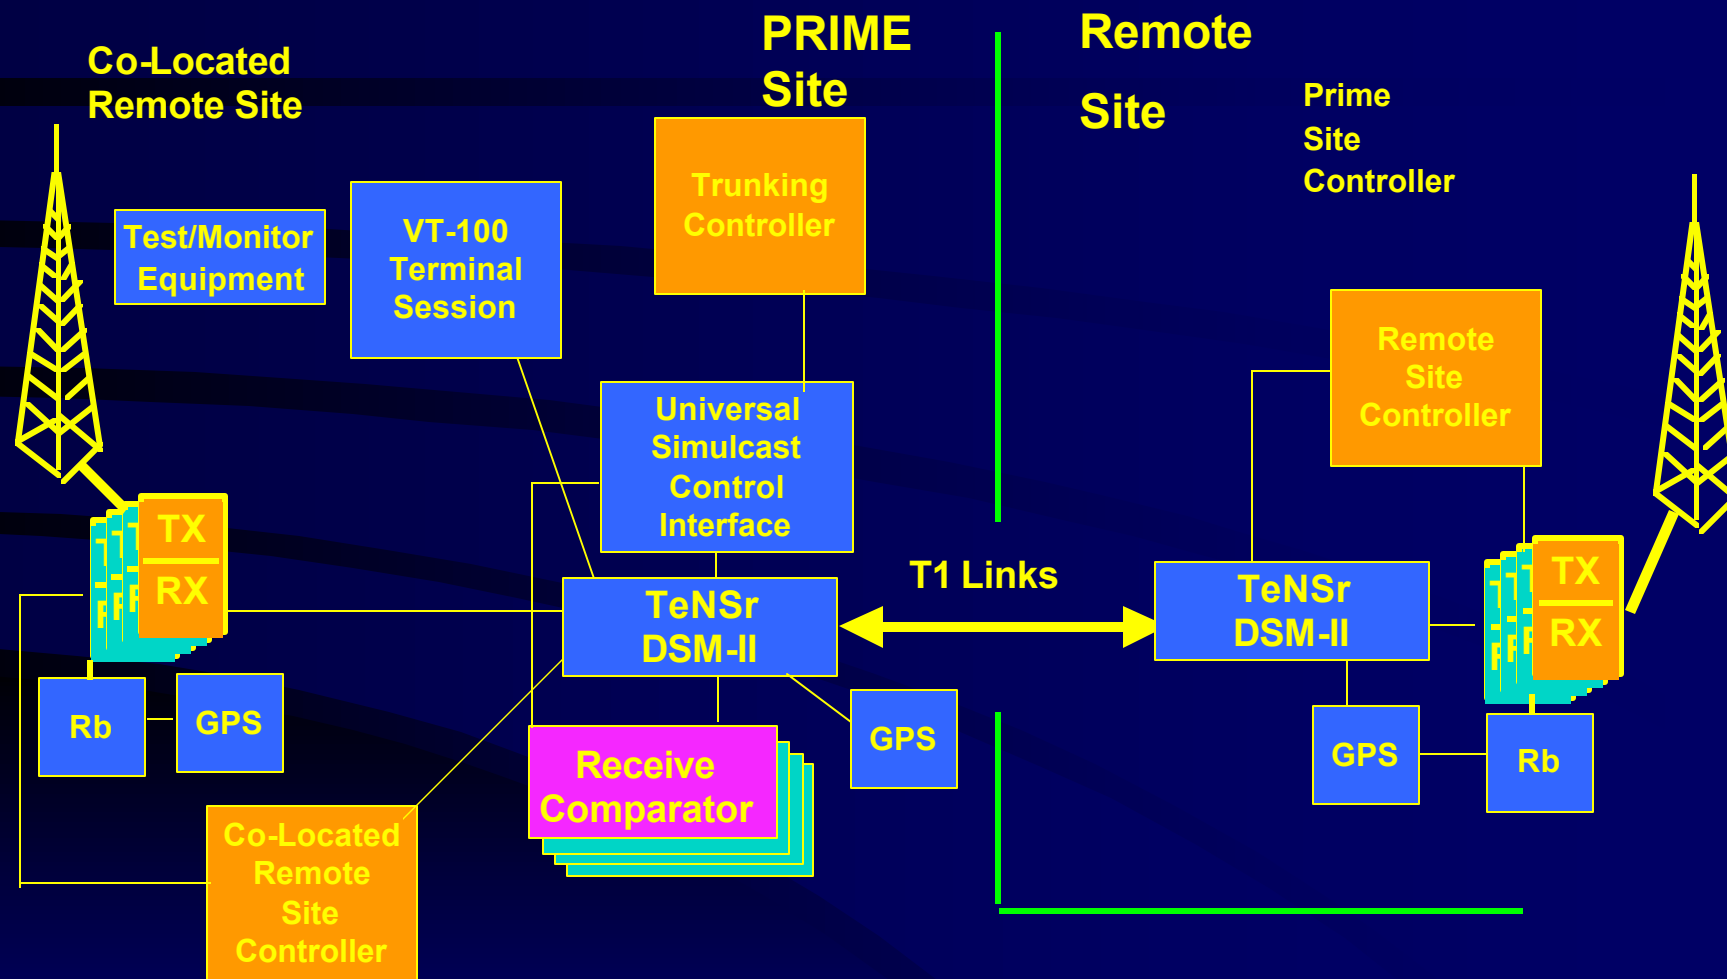 Co-Located
Remote Site
PRIME
Site
Remote
Site
Prime
Site
Controller
Test/Monitor
Equipment
VT-100
Terminal
Session
Trunking
Controller
Universal
Simulcast
Control
Interface
Remote
Site
Controller
TX
RX
TeNSr
DSM-II
T1 Links
TeNSr
DSM-II
TX
RX
Rb
GPS
Receive
Comparator
GPS
GPS
Rb
Co-Located
Remote
Site
Controller